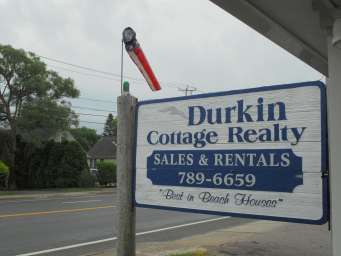 Durkin
Cottage Realty
SALES & RENTALS
789-6659
"Best in Beach Houses"